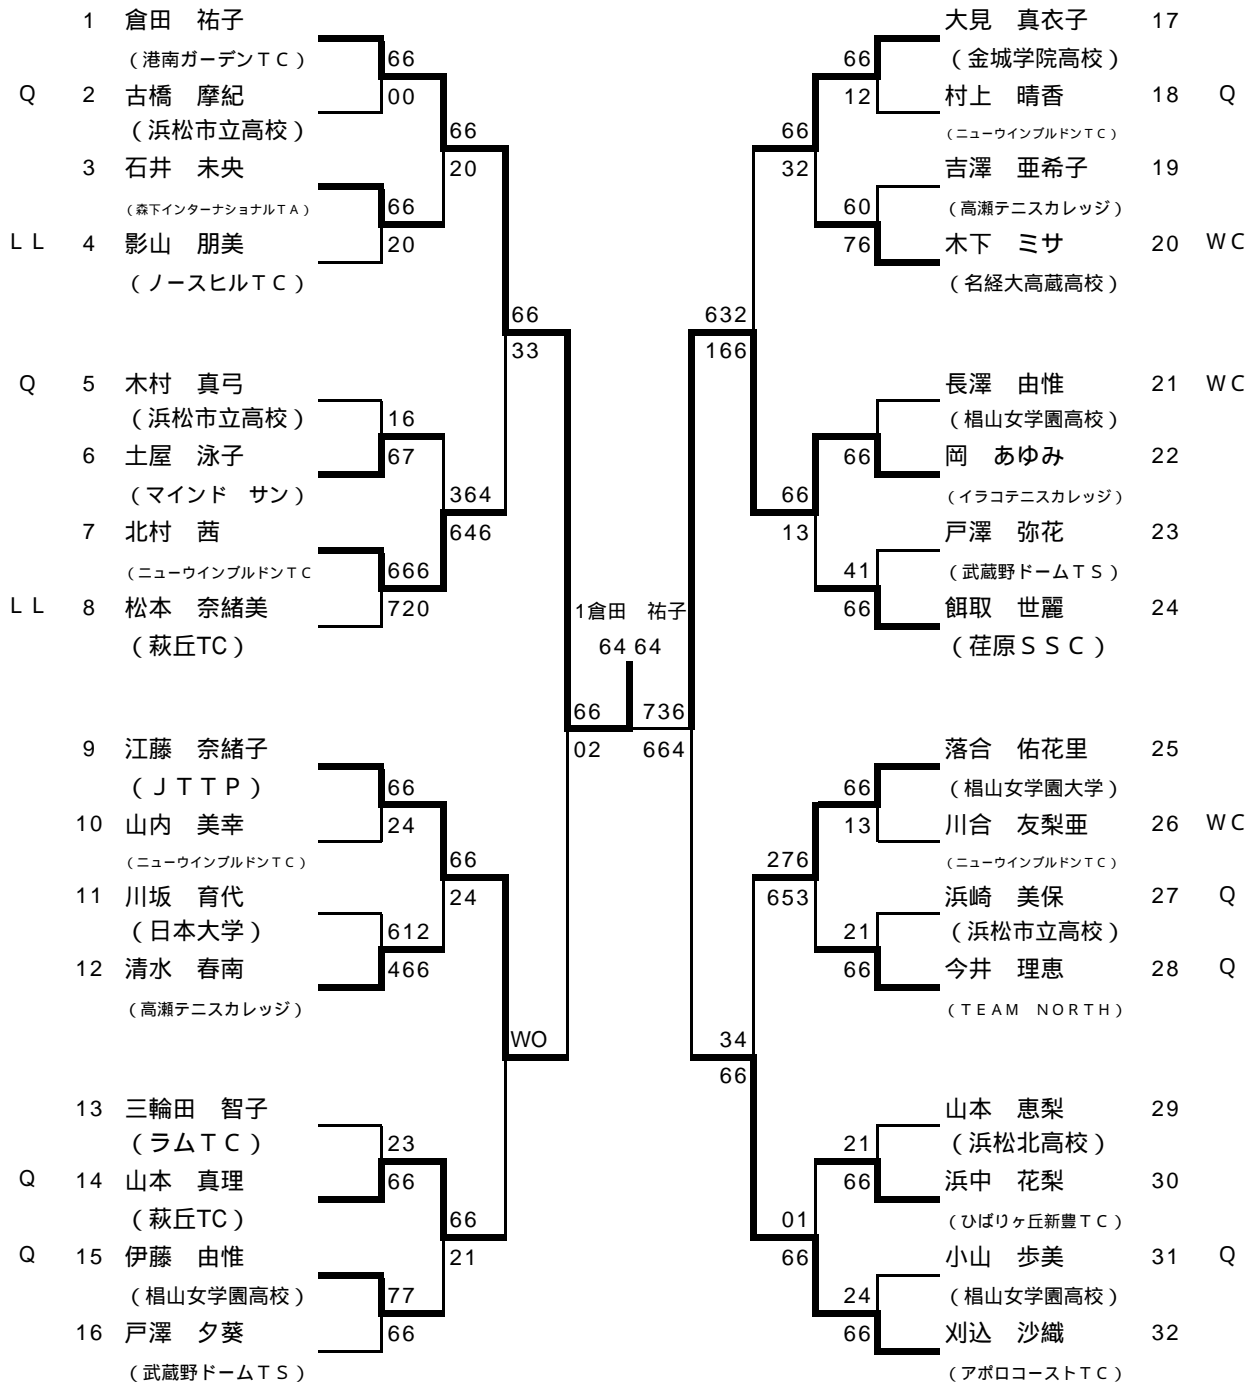 1 倉田 祐子
(港南ガーデンTC)
66
Q 2 古橋 摩紀
00
(浜松市立高校)
66
20
3 石井 未央
(森下インターナショナルTA)
66
LL 4 影山 朋美
20
(ノースヒルTC)
66
33
Q 5 木村 真弓
(浜松市立高校)
16
6 土屋 泳子
67
(マインド サン)
364
646
7 北村 茜
(ニューウインブルドンTC
666
LL 8 松本 奈緒美
720
(萩丘TC)
1倉田 祐子
64 64
66
02
736
664
9 江藤 奈緒子
(JTTP)
66
10 山内 美幸
24
(ニューウインブルドンTC)
66
24
11 川坂 育代
(日本大学)
612
12 清水 春南
466
(高瀬テニスカレッジ)
WO
13 三輪田 智子
(ラムTC)
23
Q 14 山本 真理
66
(萩丘TC)
66
21
Q 15 伊藤 由惟
(椙山女学園高校)
77
16 戸澤 夕葵
66
(武蔵野ドームTS)
大見 真衣子 17
66
(金城学院高校)
12
村上 晴香 18 Q
(ニューウインブルドンTC)
66
32
吉澤 亜希子 19
60
(高瀬テニスカレッジ)
76
木下 ミサ 20 WC
(名経大高蔵高校)
632
166
長澤 由惟 21 WC
(椙山女学園高校)
66
岡 あゆみ 22
(イラコテニスカレッジ)
66
13
戸澤 弥花 23
41
(武蔵野ドームTS)
66
餌取 世麗 24
(荏原SSC)
落合 佑花里 25
66
(椙山女学園大学)
13
川合 友梨亜 26 WC
(ニューウインブルドンTC)
276
653
浜崎 美保 27 Q
21
(浜松市立高校)
66
今井 理恵 28 Q
(TEAM NORTH)
34
66
山本 恵梨 29
21
(浜松北高校)
66
浜中 花梨 30
(ひばりヶ丘新豊TC)
01
66
小山 歩美 31 Q
24
(椙山女学園高校)
66
刈込 沙織 32
(アポロコーストTC)